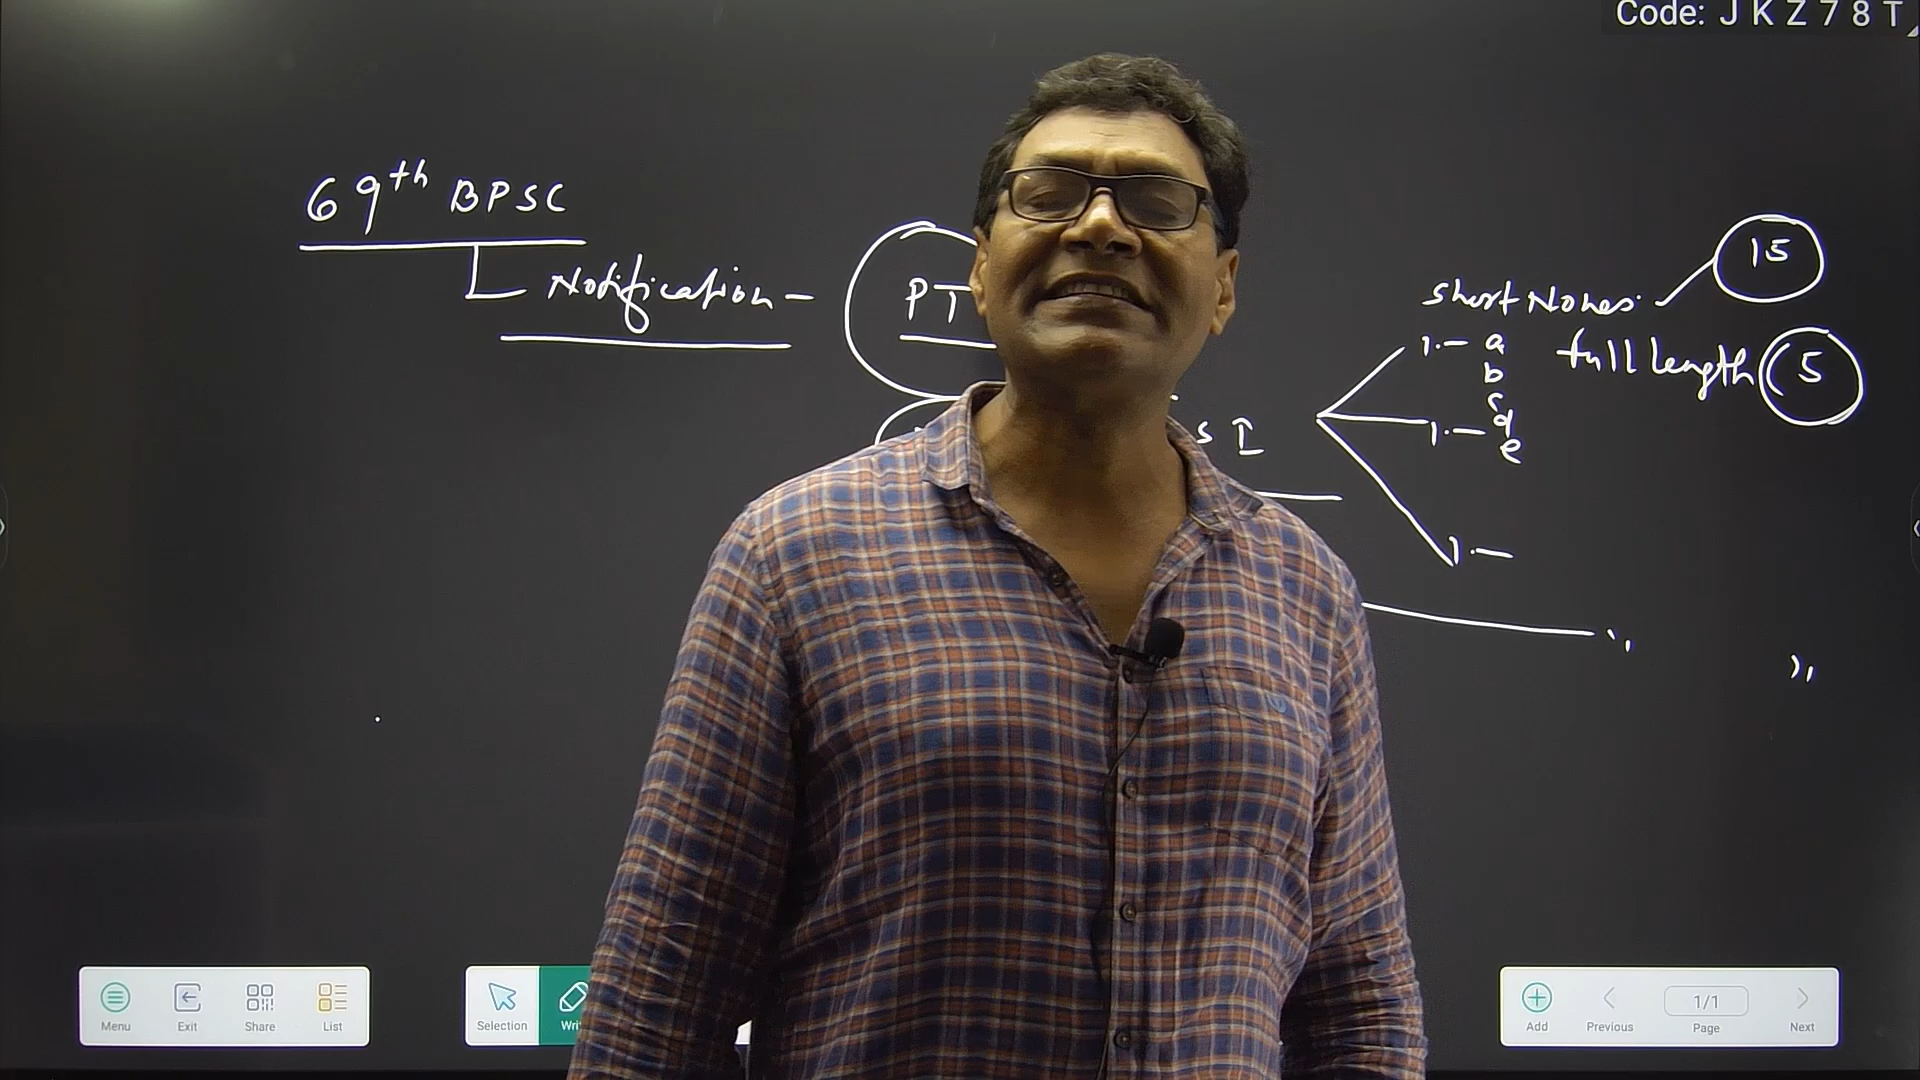 Code: J K Z 7 8 T
69th BPSC
Notification -
PT
short Notes. 15
1.- a
full length 5
b
c
d
1.-
e
S I
1.-
Menu Exit Share List
Selection
Add Previous 1/1 Page Next